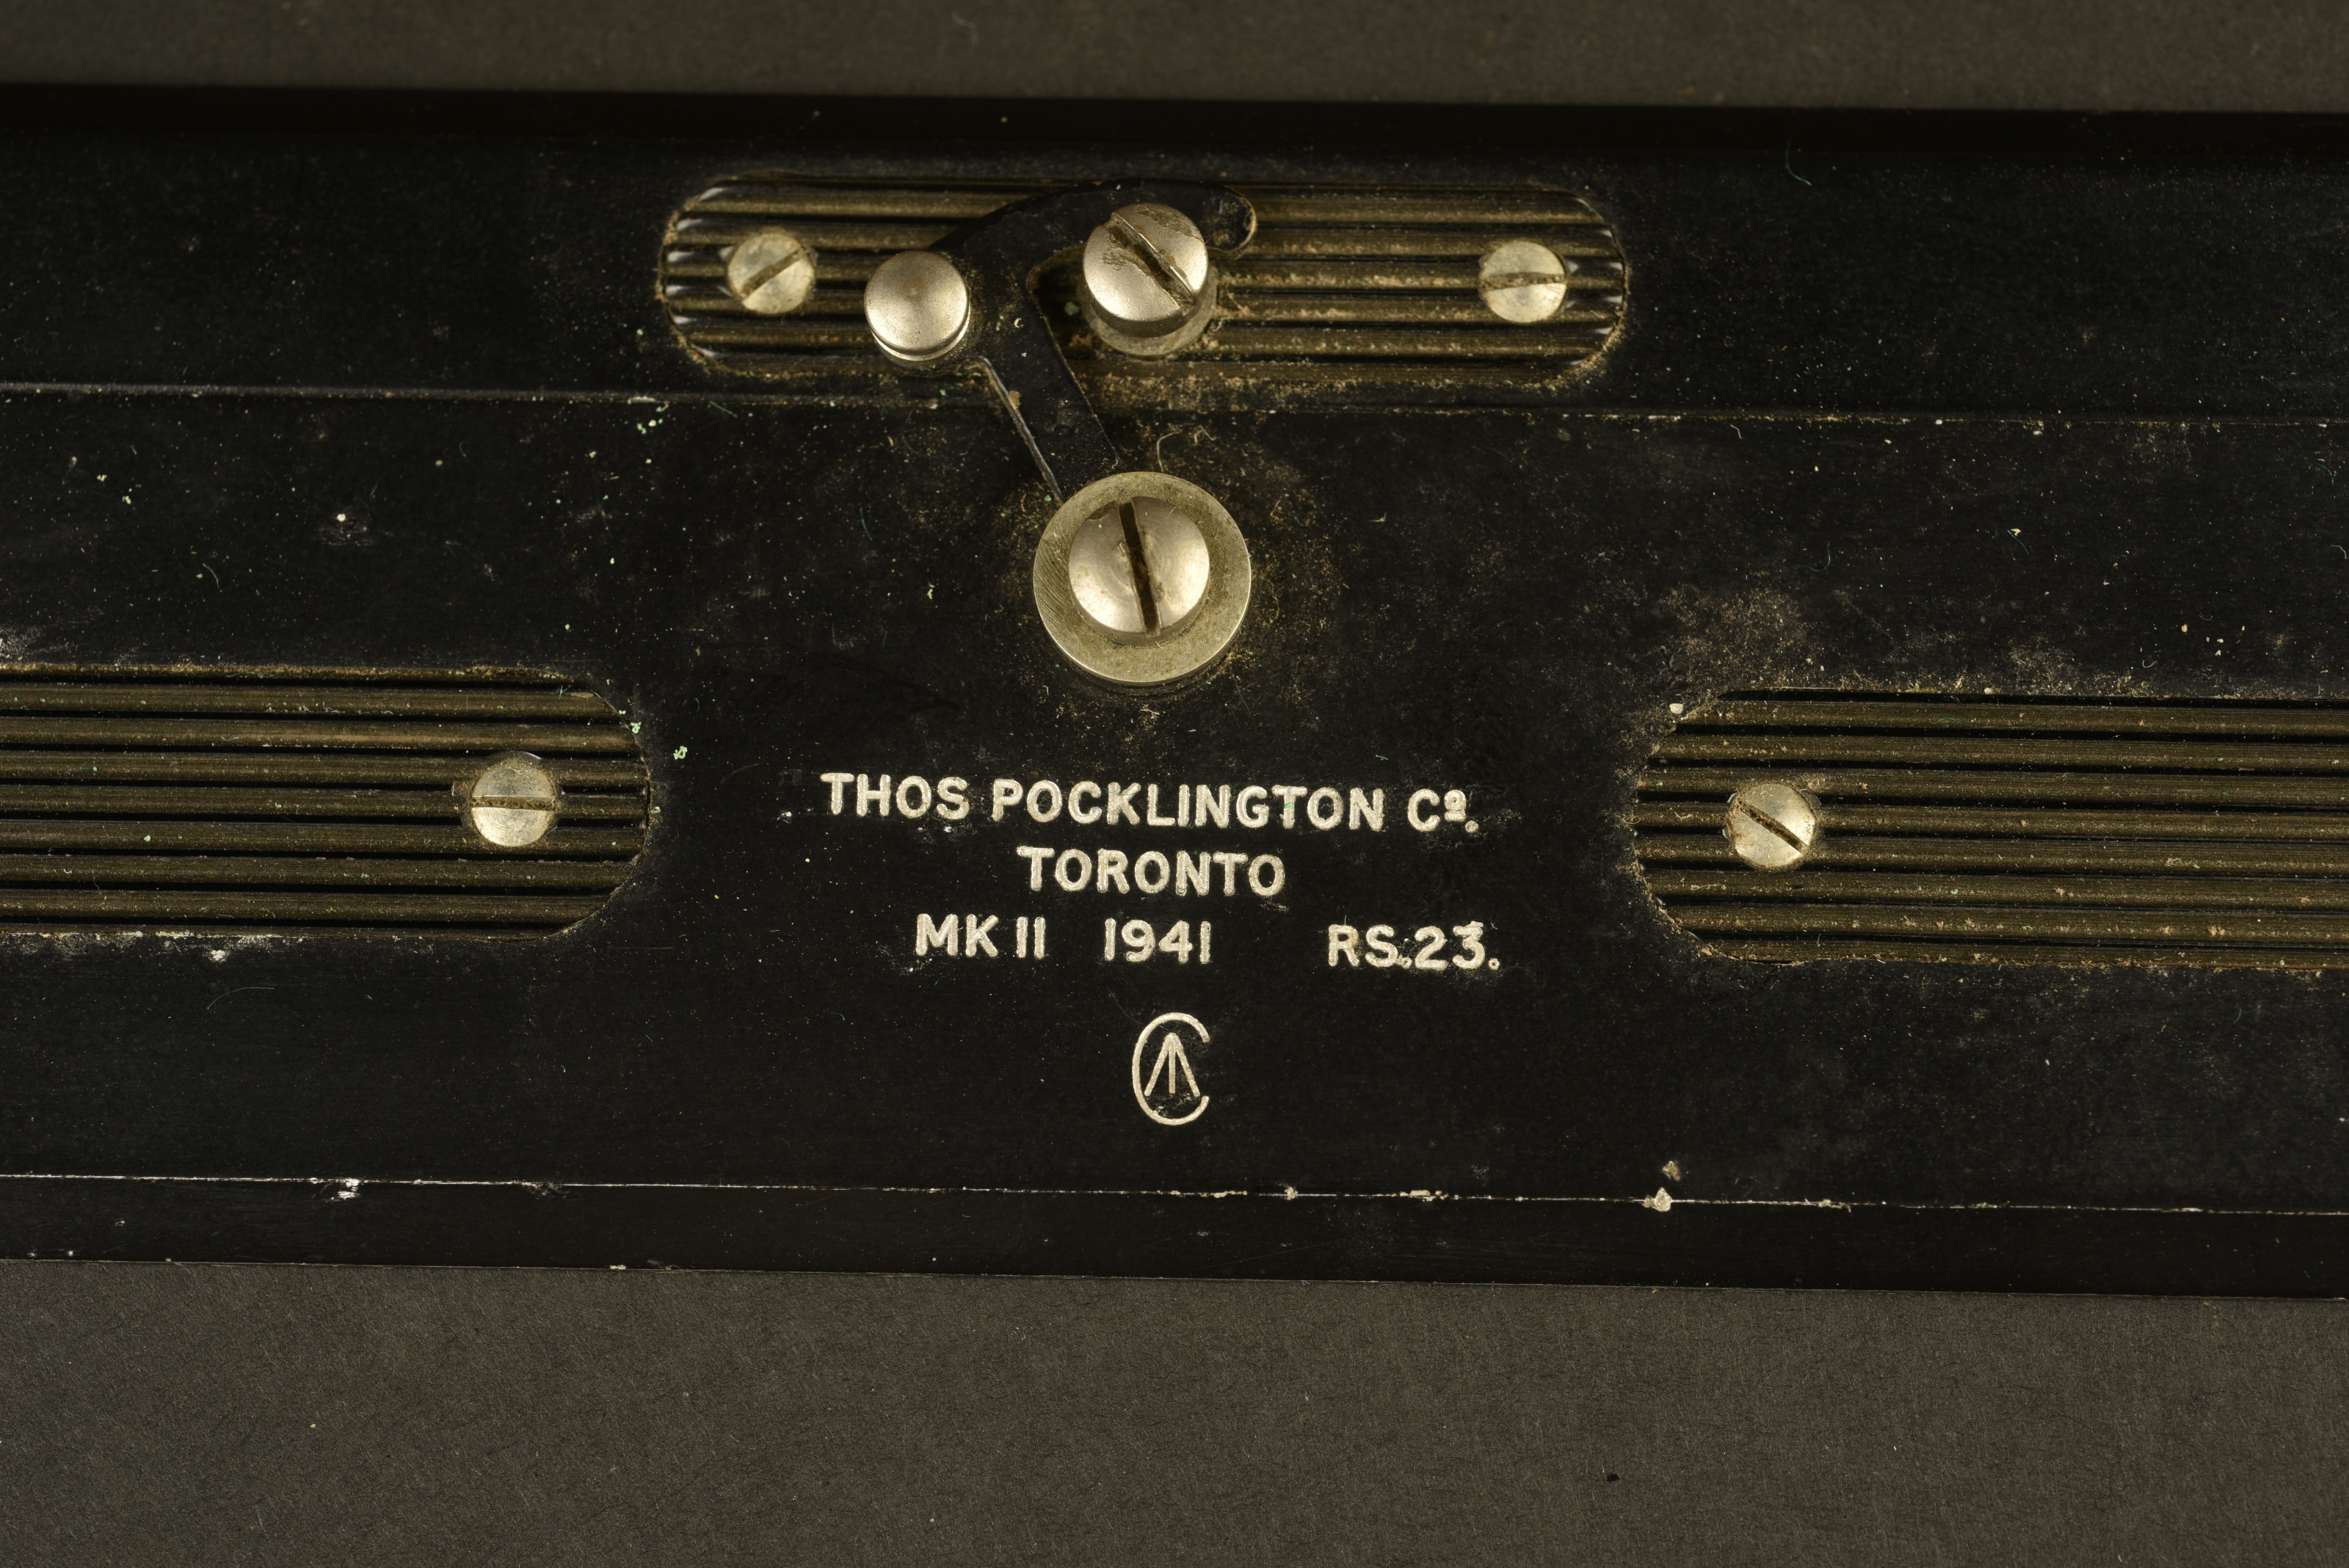 THOS POCKLINGTON Cº.
TORONTO
MK II 1941 RS.23.
C